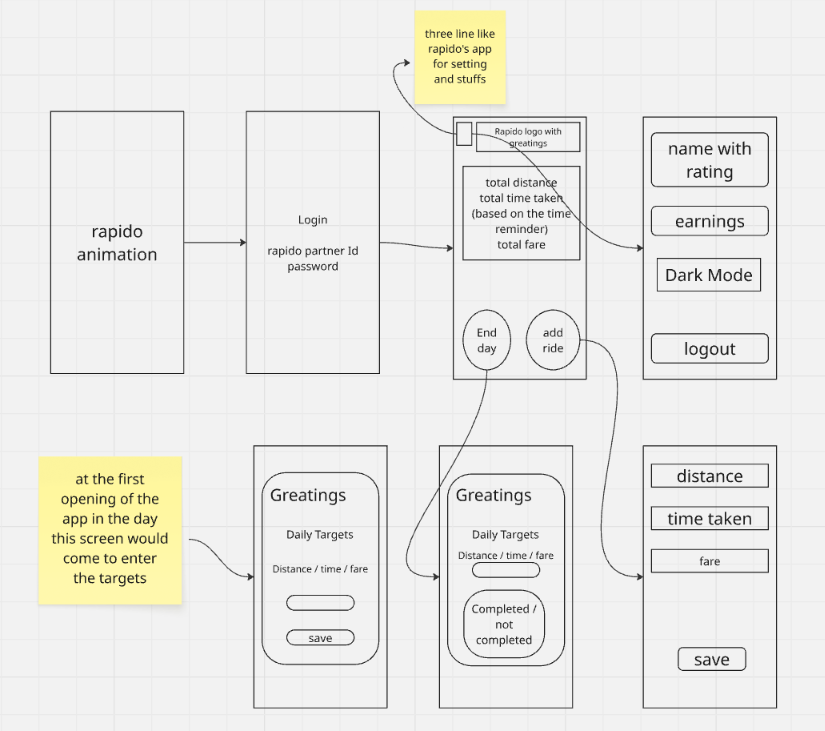 three line like
rapido's app
for setting
and stuffs
rapido
animation
Login
rapido partner Id
password
Rapido logo with
greatings
total distance
total time taken
(based on the time
reminder)
total fare
End
day
add
ride
name with
rating
earnings
Dark Mode
logout
at the first
opening of the
app in the day
this screen would
come to enter
the targets
Greatings
Daily Targets
Distance / time / fare
save
Greatings
Daily Targets
Distance / time / fare
Completed /
not
completed
distance
time taken
fare
save